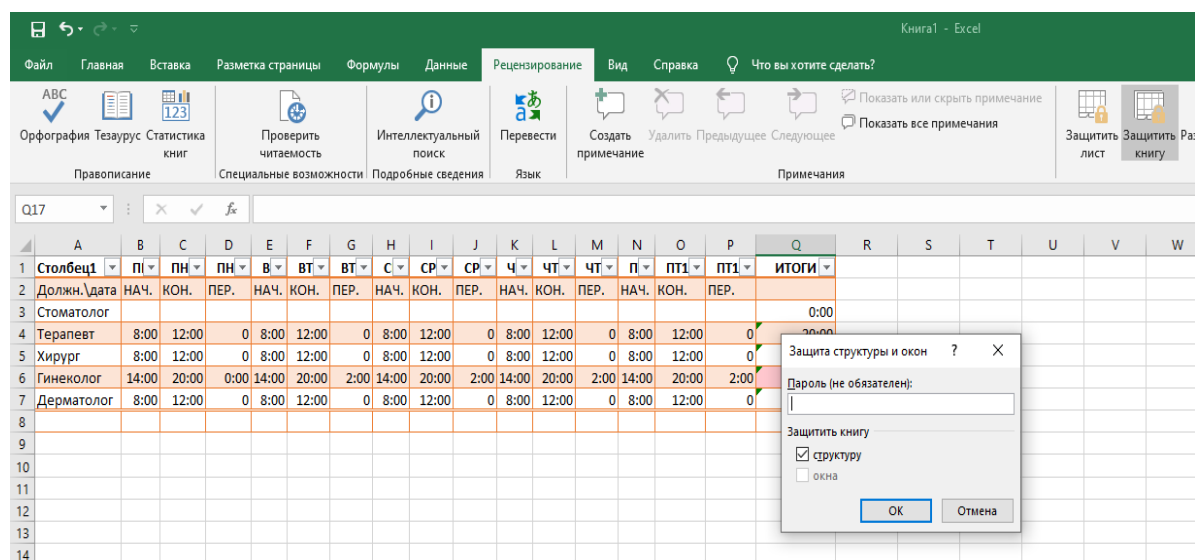 Книга1 - Excel
Файл Главная Вставка Разметка страницы Формулы Данные Рецензирование Вид Справка Что вы хотите сделать?
ABC
Орфография Тезаурус Статистика книг
Правописание
Проверить читаемость
Специальные возможности
Интеллектуальный поиск
Подробные сведения
Перевести
Язык
Создать примечание
Удалить Предыдущее Следующее
Показать или скрыть примечание
Показать все примечания
Примечания
Защитить лист
Защитить книгу
Q17 fx
A B C D E F G H I J K L M N O P Q R S T U V W
1 Столбец1 ПН ПН ВТ ВТ СР СР ЧТ ЧТ ПТ1 ПТ1 ИТОГИ
2 Должн.\дата НАЧ. КОН. ПЕР. НАЧ. КОН. ПЕР. НАЧ. КОН. ПЕР. НАЧ. КОН. ПЕР. НАЧ. КОН. ПЕР.
3 Стоматолог 0:00
4 Терапевт 8:00 12:00 0 8:00 12:00 0 8:00 12:00 0 8:00 12:00 0 8:00 12:00 0 20:00
5 Хирург 8:00 12:00 0 8:00 12:00 0 8:00 12:00 0 8:00 12:00 0 8:00 12:00 0
6 Гинеколог 14:00 20:00 0:00 14:00 20:00 2:00 14:00 20:00 2:00 14:00 20:00 2:00 14:00 20:00 2:00
7 Дерматолог 8:00 12:00 0 8:00 12:00 0 8:00 12:00 0 8:00 12:00 0 8:00 12:00 0
8
9
10
11
12
13
14
Защита структуры и окон ? ×
Пароль (не обязателен):
Защитить книгу
структуру
окна
ОК Отмена